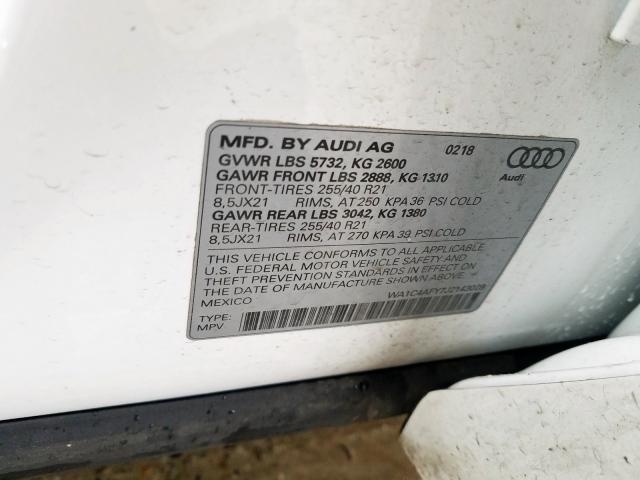 MFD. BY AUDI AG 0218
GVWR LBS 5732, KG 2600
GAWR FRONT LBS 2888, KG 1310
FRONT-TIRES 255/40 R21
8,5JX21 RIMS, AT 250 KPA 36 PSI COLD
GAWR REAR LBS 3042, KG 1380
REAR-TIRES 255/40 R21
8,5JX21 RIMS, AT 270 KPA 39 PSI COLD
Audi
THIS VEHICLE CONFORMS TO ALL APPLICABLE
U.S. FEDERAL MOTOR VEHICLE SAFETY AND
THEFT PREVENTION STANDARDS IN EFFECT ON
THE DATE OF MANUFACTURE SHOWN ABOVE.
MEXICO
WA1C4AFY7J2143028
TYPE:
MPV